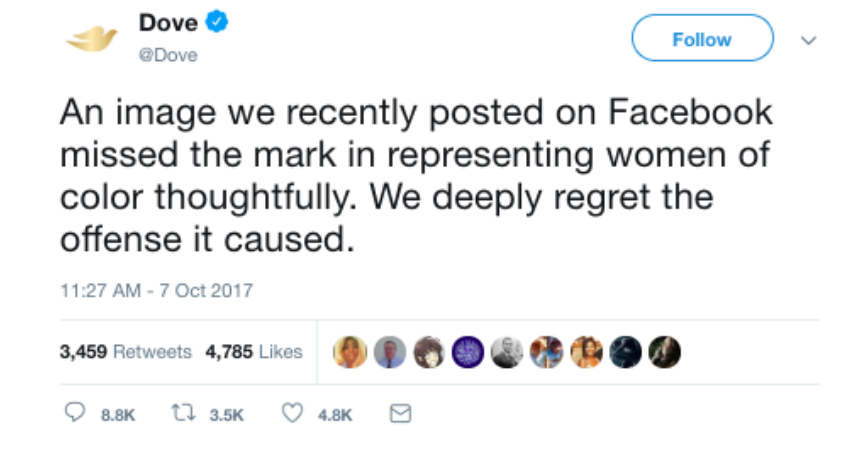 Dove
@Dove
Follow
An image we recently posted on Facebook
missed the mark in representing women of
color thoughtfully. We deeply regret the
offense it caused.
11:27 AM - 7 Oct 2017
3,459 Retweets 4,785 Likes
8.8K 3.5K 4.8K